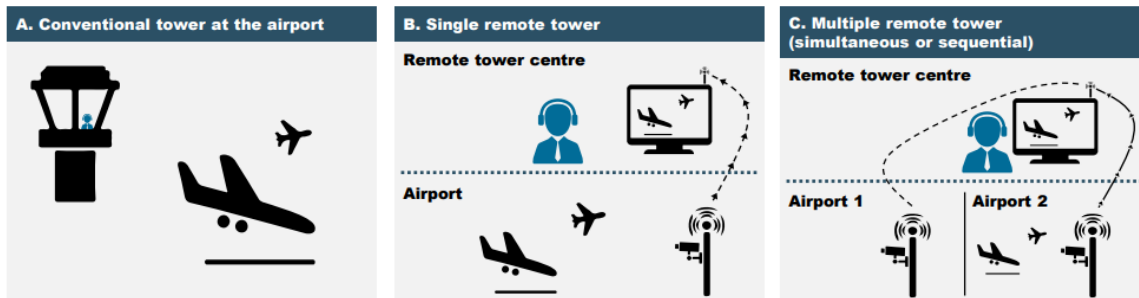 A. Conventional tower at the airport
B. Single remote tower
Remote tower centre
Airport
C. Multiple remote tower
(simultaneous or sequential)
Remote tower centre
Airport 1
Airport 2